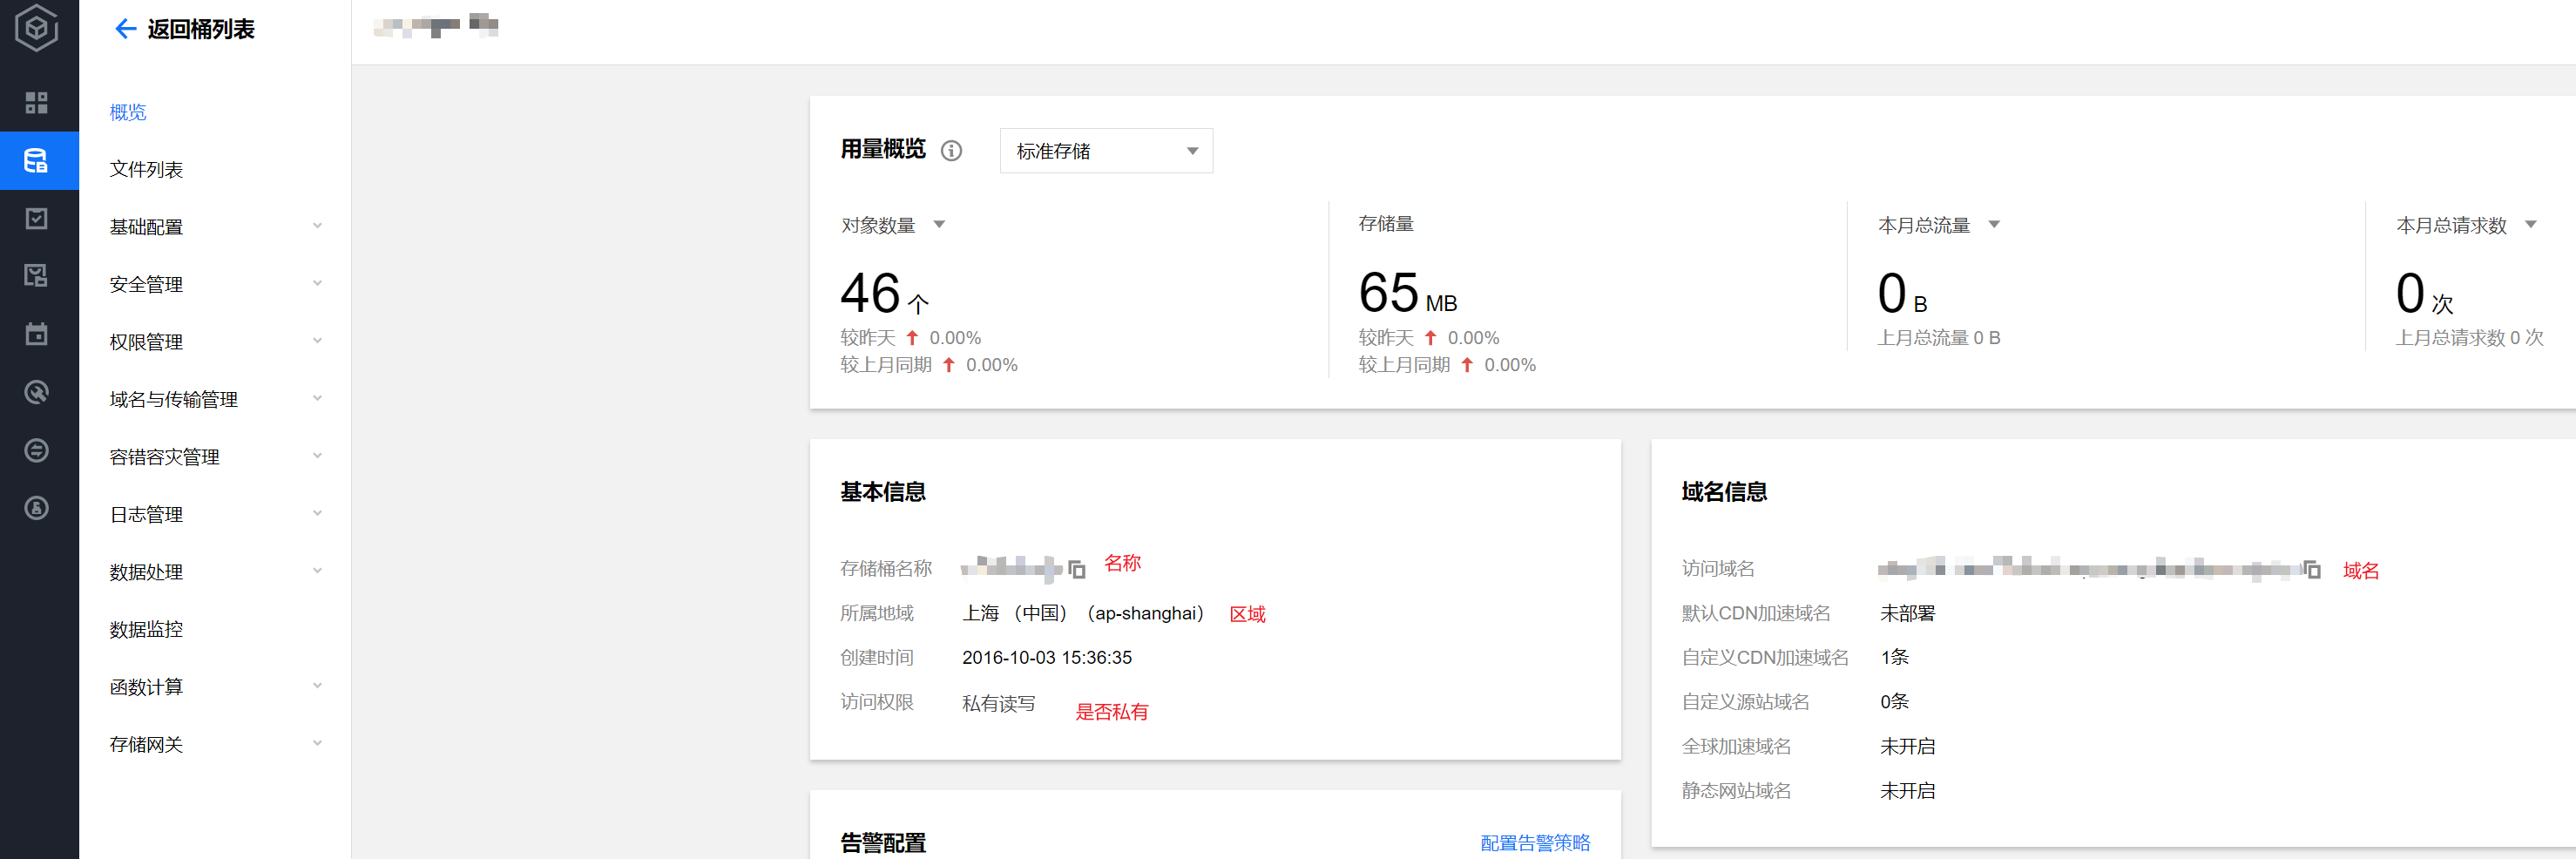 返回桶列表
概览
文件列表
基础配置
安全管理
权限管理
域名与传输管理
容错容灾管理
日志管理
数据处理
数据监控
函数计算
存储网关
用量概览 标准存储
对象数量
46 个
较昨天 0.00%
较上月同期 0.00%
存储量
65 MB
较昨天 0.00%
较上月同期 0.00%
本月总流量
0 B
上月总流量 0 B
本月总请求数
0 次
上月总请求数 0 次
基本信息
存储桶名称 名称
所属地域 上海 （中国）（ap-shanghai） 区域
创建时间 2016-10-03 15:36:35
访问权限 私有读写 是否私有
域名信息
访问域名 域名
默认CDN加速域名 未部署
自定义CDN加速域名 1条
自定义源站域名 0条
全球加速域名 未开启
静态网站域名 未开启
告警配置 配置告警策略